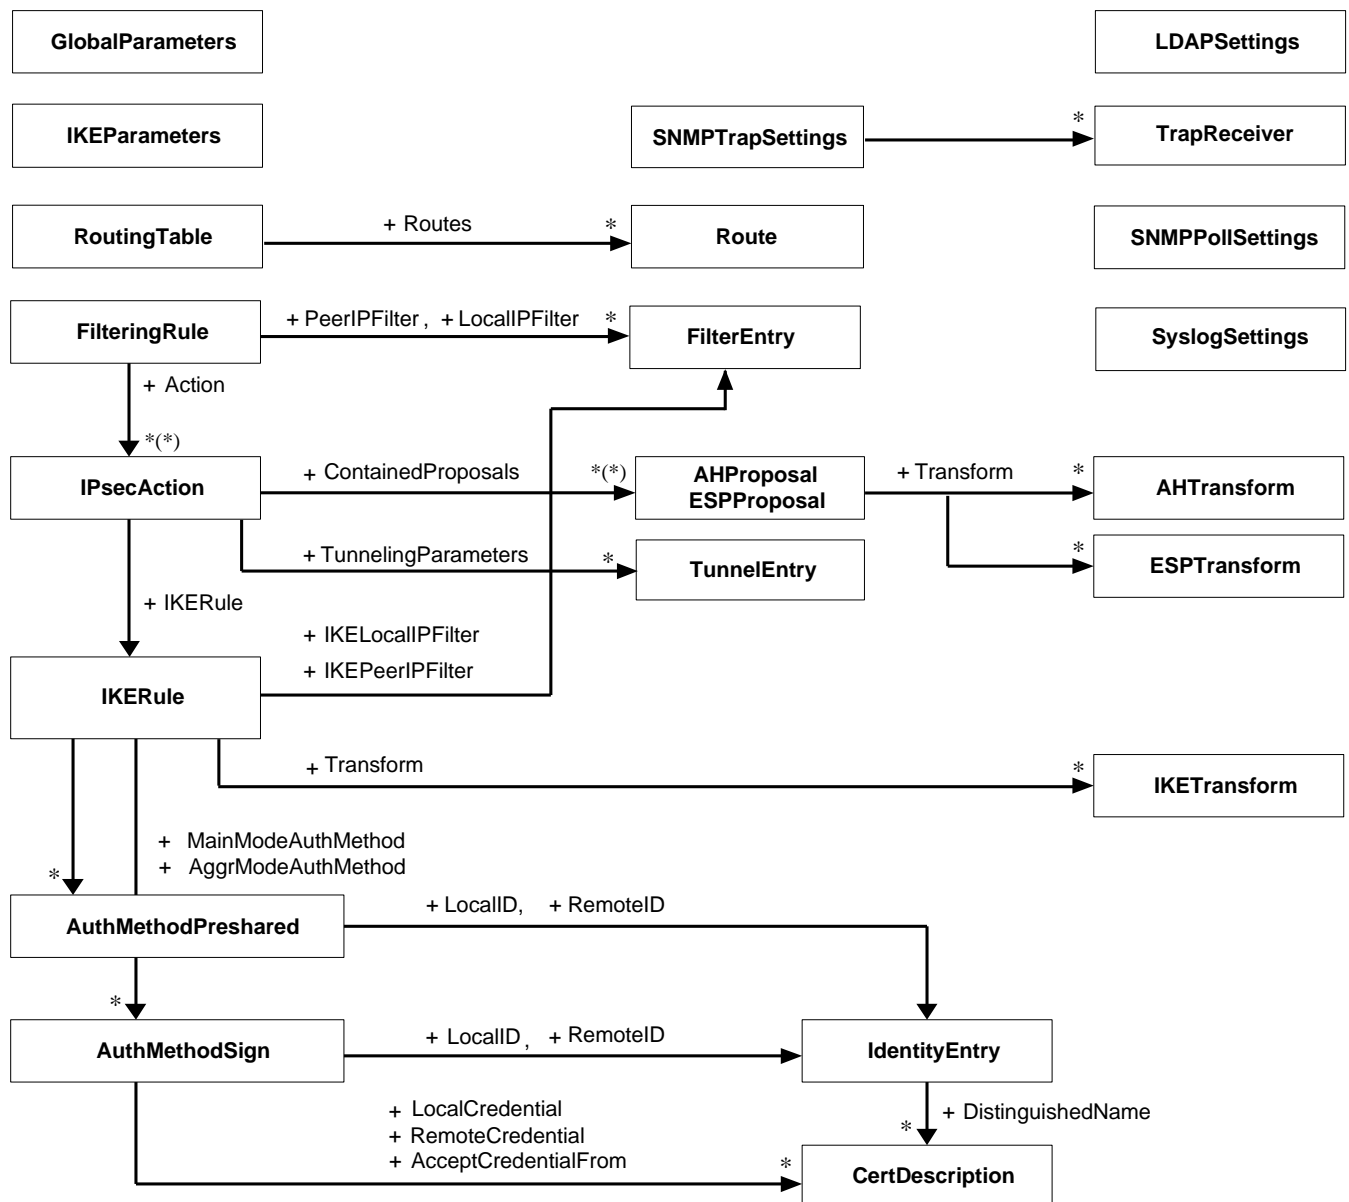 GlobalParameters
LDAPSettings
IKEParameters
SNMPTrapSettings
*
TrapReceiver
RoutingTable
+ Routes
*
Route
SNMPPollSettings
FilteringRule
+ PeerIPFilter , + LocalIPFilter
*
FilterEntry
SyslogSettings
+ Action
*(*)
IPsecAction
+ ContainedProposals
*(*)
AHProposal
ESPProposal
+ Transform
*
AHTransform
+ TunnelingParameters
*
TunnelEntry
*
ESPTransform
+ IKERule
+ IKELocalIPFilter
+ IKEPeerIPFilter
IKERule
+ Transform
*
IKETransform
+ MainModeAuthMethod
+ AggrModeAuthMethod
*
AuthMethodPreshared
+ LocalID, + RemoteID
*
AuthMethodSign
+ LocalID , + RemoteID
IdentityEntry
+ LocalCredential
+ RemoteCredential
+ AcceptCredentialFrom
*
+ DistinguishedName
*
CertDescription